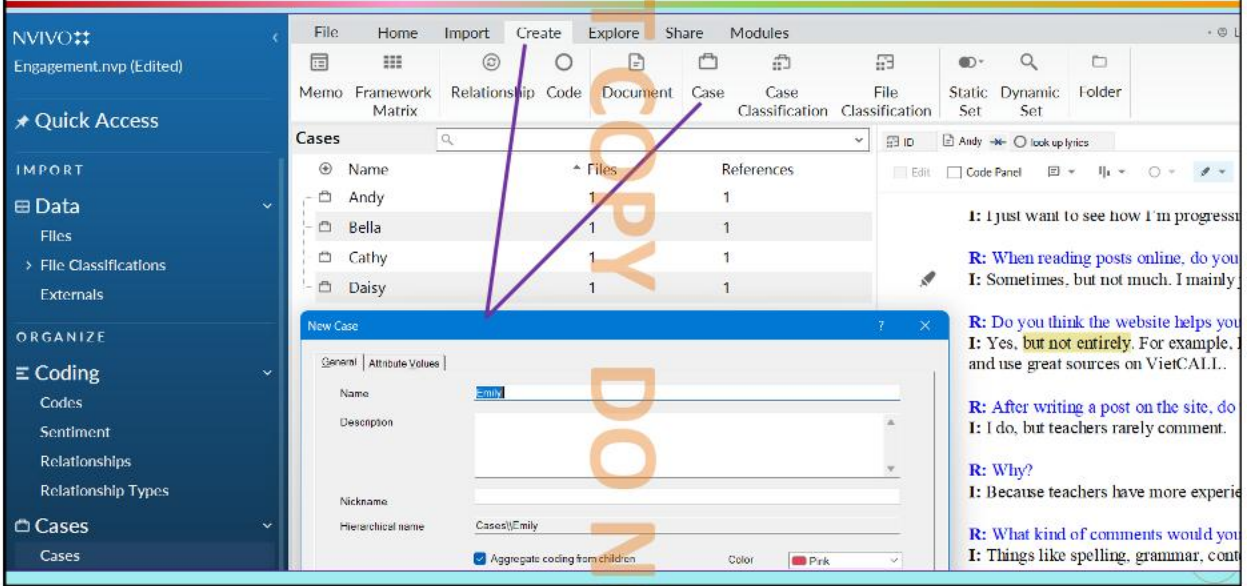 NVIVO
Engagement.nvp (Edited)
Quick Access
IMPORT
Data
Files
File Classifications
Externals
ORGANIZE
Coding
Codes
Sentiment
Relationships
Relationship Types
Cases
Cases
File Home Import Create Explore Share Modules
Memo Framework Matrix Relationship Code Document Case Case Classification File Classification Static Set Dynamic Set Folder
Cases
Name Files References
Andy 1 1
Bella 1 1
Cathy 1 1
Daisy 1 1
New Case ? ×
General Attribute Values
Name Emily
Description
Nickname
Hierarchical name Cases\\Emily
Aggregate coding from children Color Pink
ID Andy look up lyrics
Edit Code Panel
I: I just want to see how I'm
R: When reading posts online, do you
I: Sometimes, but not much. I mainly
R: Do you think the website helps you
I: Yes, but not entirely. For example,
and use great sources on VietCALL.
R: After writing a post on the site, do
I: I do, but teachers rarely comment.
R: Why?
I: Because teachers have more
R: What kind of comments would you
I: Things like spelling, grammar,
COPY
DO